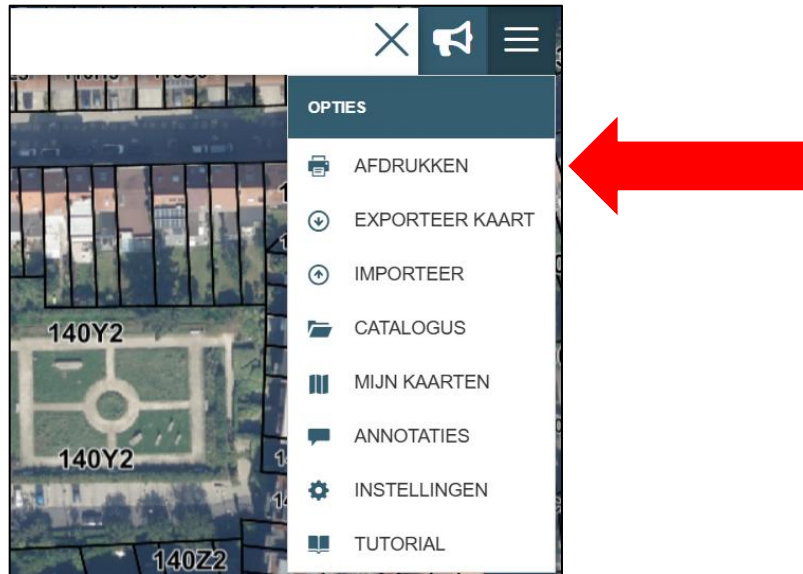 OPTIES
AFDRUKKEN
EXPORTEER KAART
IMPORTEER
CATALOGUS
140Y2
MIJN KAARTEN
ANNOTATIES
140Y2
INSTELLINGEN
TUTORIAL
140Z2